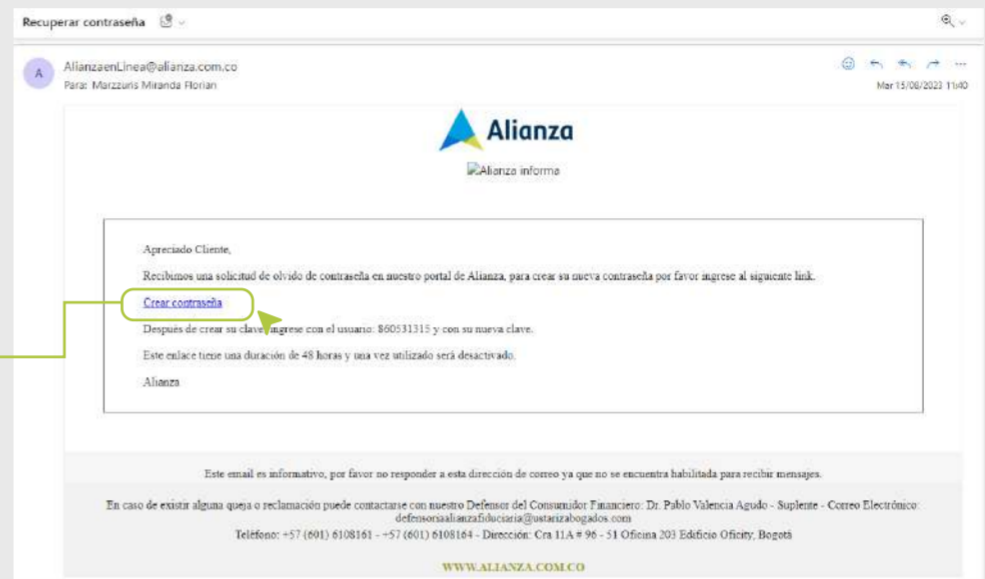 Recuperar contraseña
A
AlianzaenLinea@alianza.com.co
Para: Marzzuris Miranda Florian
Mar 15/08/2023 11:40
Alianza
Alianza informa
Apreciado Cliente,
Recibimos una solicitud de olvido de contraseña en nuestro portal de Alianza, para crear su nueva contraseña por favor ingrese al siguiente link.
Crear contraseña
Después de crear su clave, ingrese con el usuario: 860531315 y con su nueva clave.
Este enlace tiene una duración de 48 horas y una vez utilizado será desactivado.
Alianza
Este email es informativo, por favor no responder a esta dirección de correo ya que no se encuentra habilitada para recibir mensajes.
En caso de existir alguna queja o reclamación puede contactarse con nuestro Defensor del Consumidor Financiero: Dr. Pablo Valencia Agudo - Suplente - Correo Electrónico:
defensoriaalianzafiduciaria@ustarizabogados.com
Teléfono: +57 (601) 6108161 - +57 (601) 6108164 - Dirección: Cra 11A # 96 - 51 Oficina 203 Edificio Oficity, Bogotá
WWW.ALIANZA.COM.CO